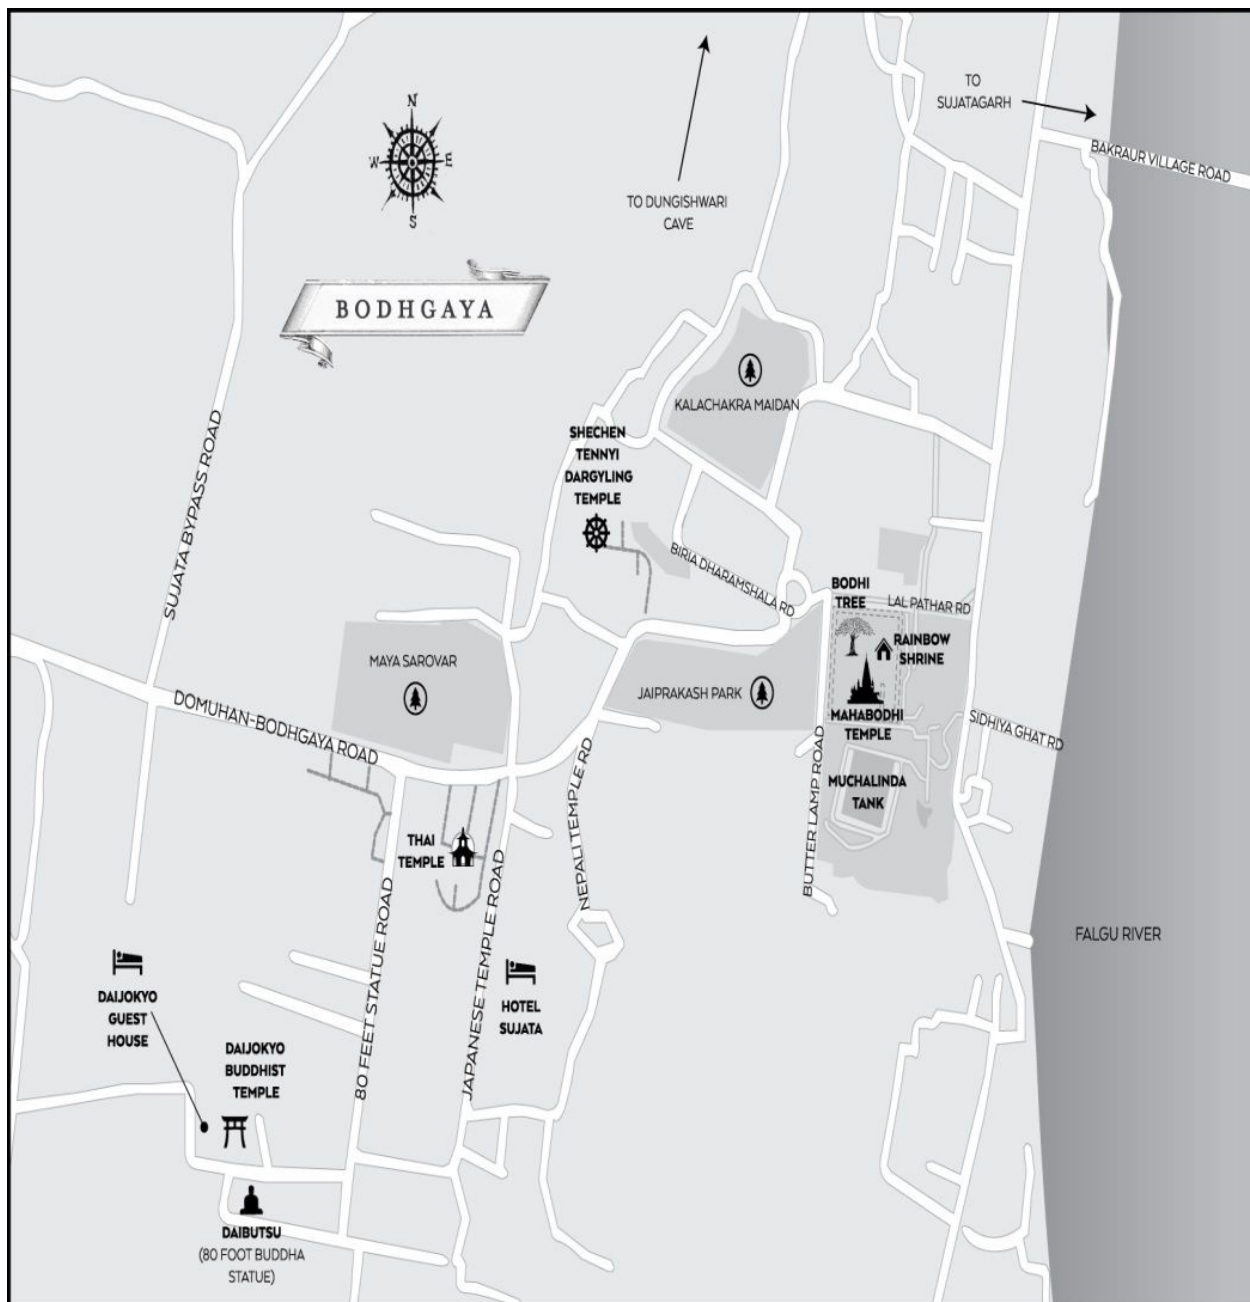 N
W
E
S
TO
SUJATAGARH
BAKRAUR VILLAGE ROAD
TO DUNGISHWARI
CAVE
BODHGAYA
KALACHAKRA MAIDAN
SHECHEN
TENNYI
DARGYLING
TEMPLE
SUJATA BYPASS ROAD
BIRIA DHARAMSHALA RD
BODHI
TREE
LAL PATHAR RD
RAINBOW
SHRINE
MAYA SAROVAR
JAIPRAKASH PARK
MAHABODHI
TEMPLE
SIDHIYA GHAT RD
DOMUHAN-BODHGAYA ROAD
NEPALI TEMPLE RD
BUTTER LAMP ROAD
MUCHALINDA
TANK
THAI
TEMPLE
80 FEET STATUE ROAD
JAPANESE TEMPLE ROAD
FALGU RIVER
DAIJOKYO
GUEST
HOUSE
HOTEL
SUJATA
DAIJOKYO
BUDDHIST
TEMPLE
DAIBUTSU
(80 FOOT BUDDHA
STATUE)